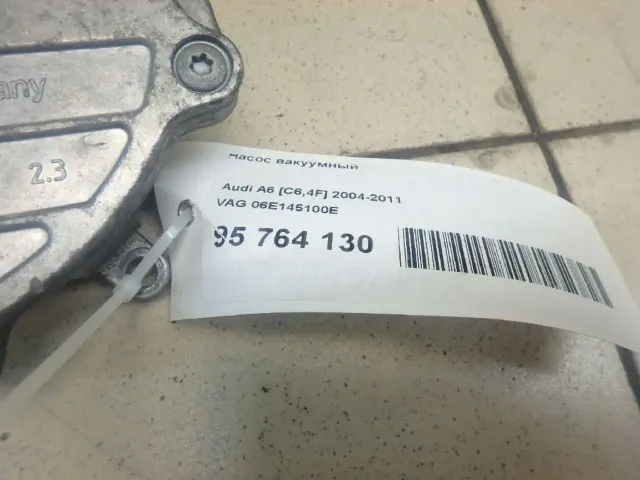 any
2.3
Насос вакуумный
Audi A6 [C6,4F] 2004-2011
VAG 06E145100E
95 764 130